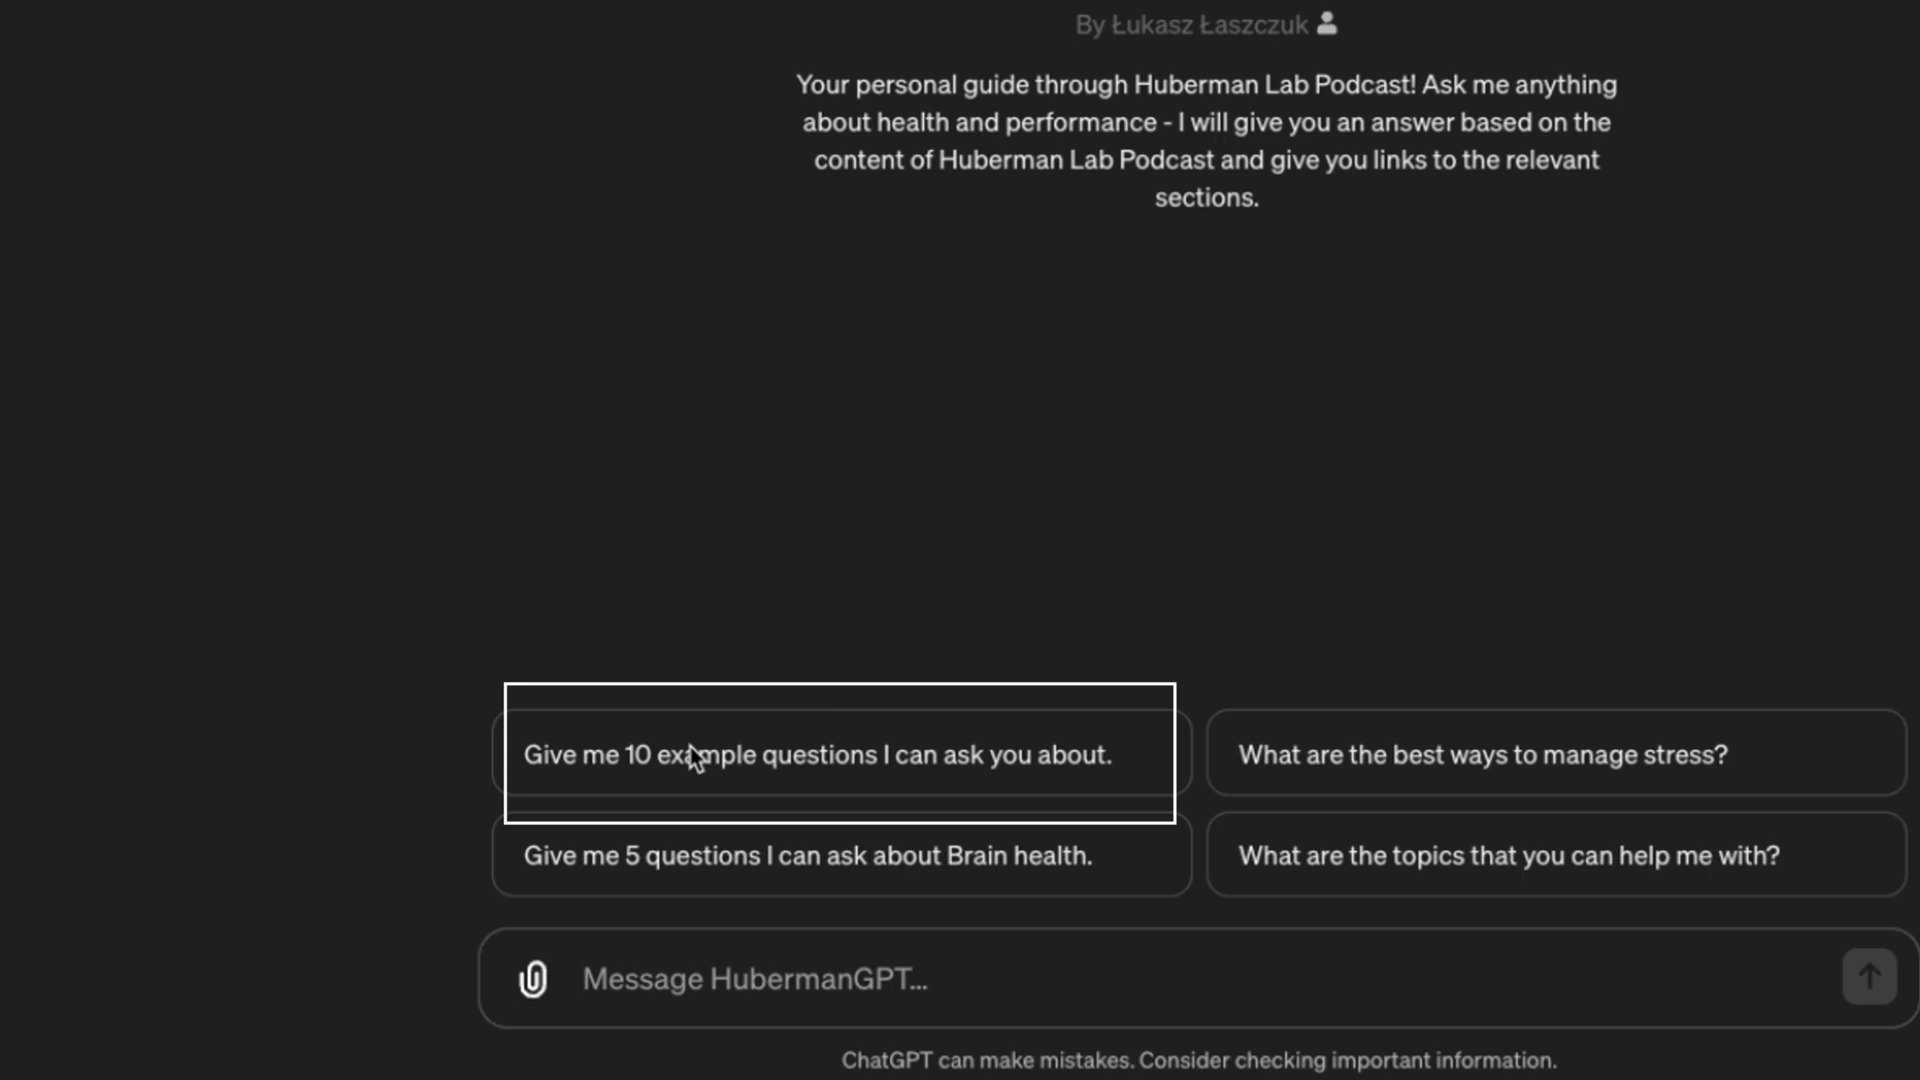 By Łukasz Łaszczuk
Your personal guide through Huberman Lab Podcast! Ask me anything
about health and performance - I will give you an answer based on the
content of Huberman Lab Podcast and give you links to the relevant
sections.
Give me 10 example questions I can ask you about.
What are the best ways to manage stress?
Give me 5 questions I can ask about Brain health.
What are the topics that you can help me with?
Message HubermanGPT...
ChatGPT can make mistakes. Consider checking important information.